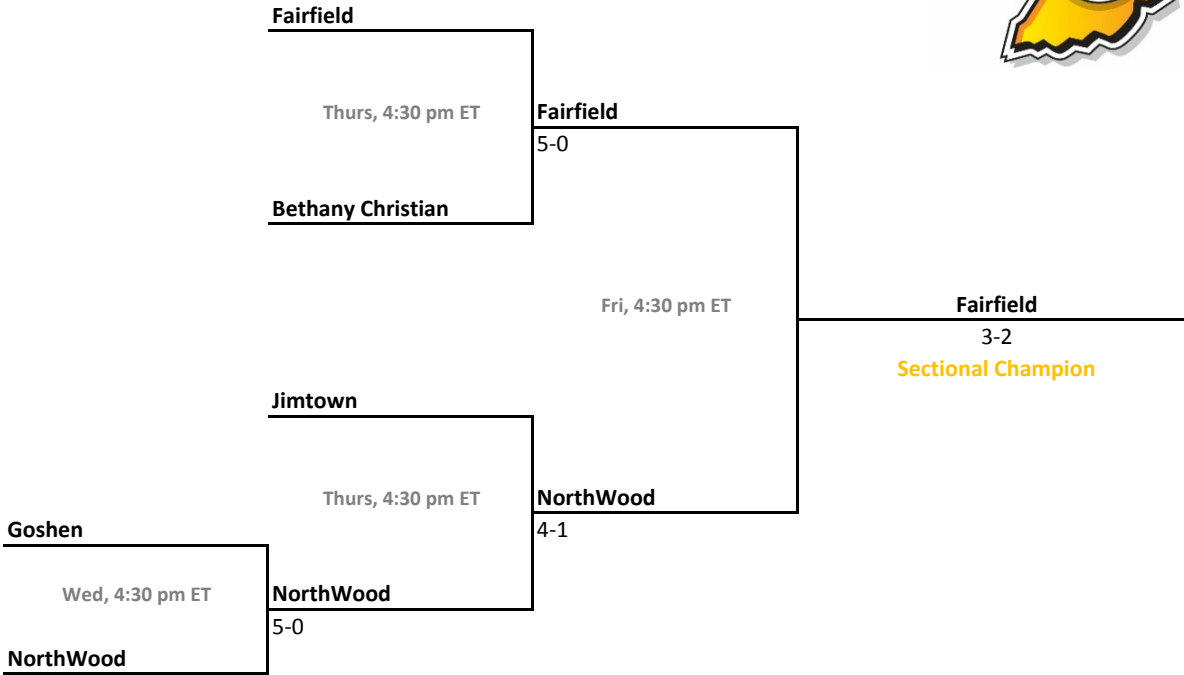 Fairfield
Thurs, 4:30 pm ET
Fairfield
5-0
Bethany Christian
Fri, 4:30 pm ET
Fairfield
3-2
Sectional Champion
Jimtown
Thurs, 4:30 pm ET
NorthWood
4-1
Goshen
Wed, 4:30 pm ET
NorthWood
5-0
NorthWood